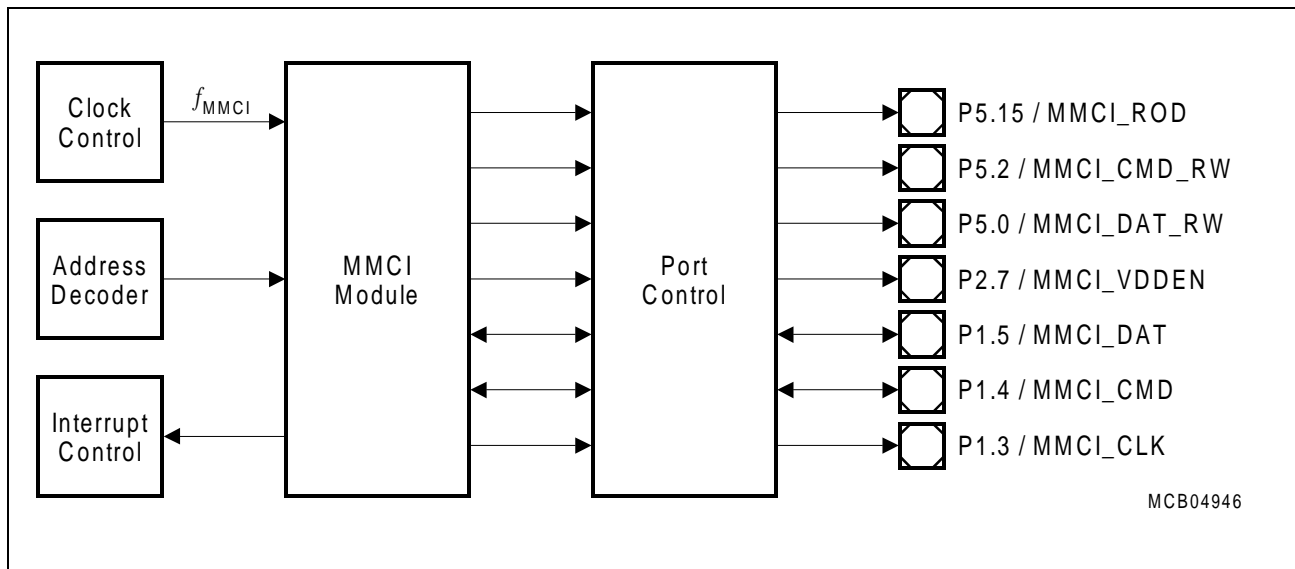 Clock
Control
fMMCI
Address
Decoder
Interrupt
Control
MMCI
Module
Port
Control
P5.15 / MMCI_ROD
P5.2 / MMCI_CMD_RW
P5.0 / MMCI_DAT_RW
P2.7 / MMCI_VDDEN
P1.5 / MMCI_DAT
P1.4 / MMCI_CMD
P1.3 / MMCI_CLK
MCB04946